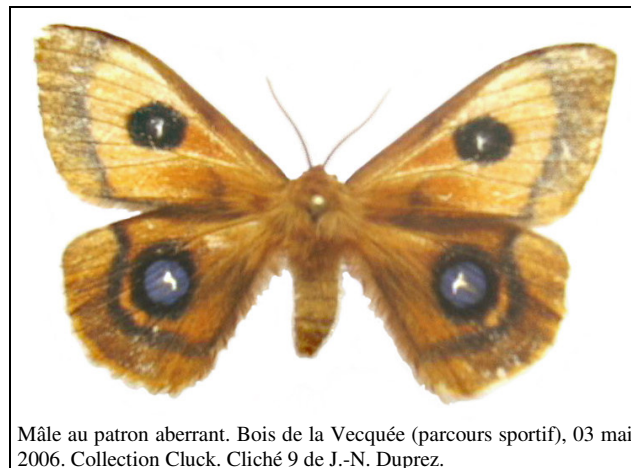 Mâle au patron aberrant. Bois de la Vecquée (parcours sportif), 03 mai
2006. Collection Cluck. Cliché 9 de J.-N. Duprez.